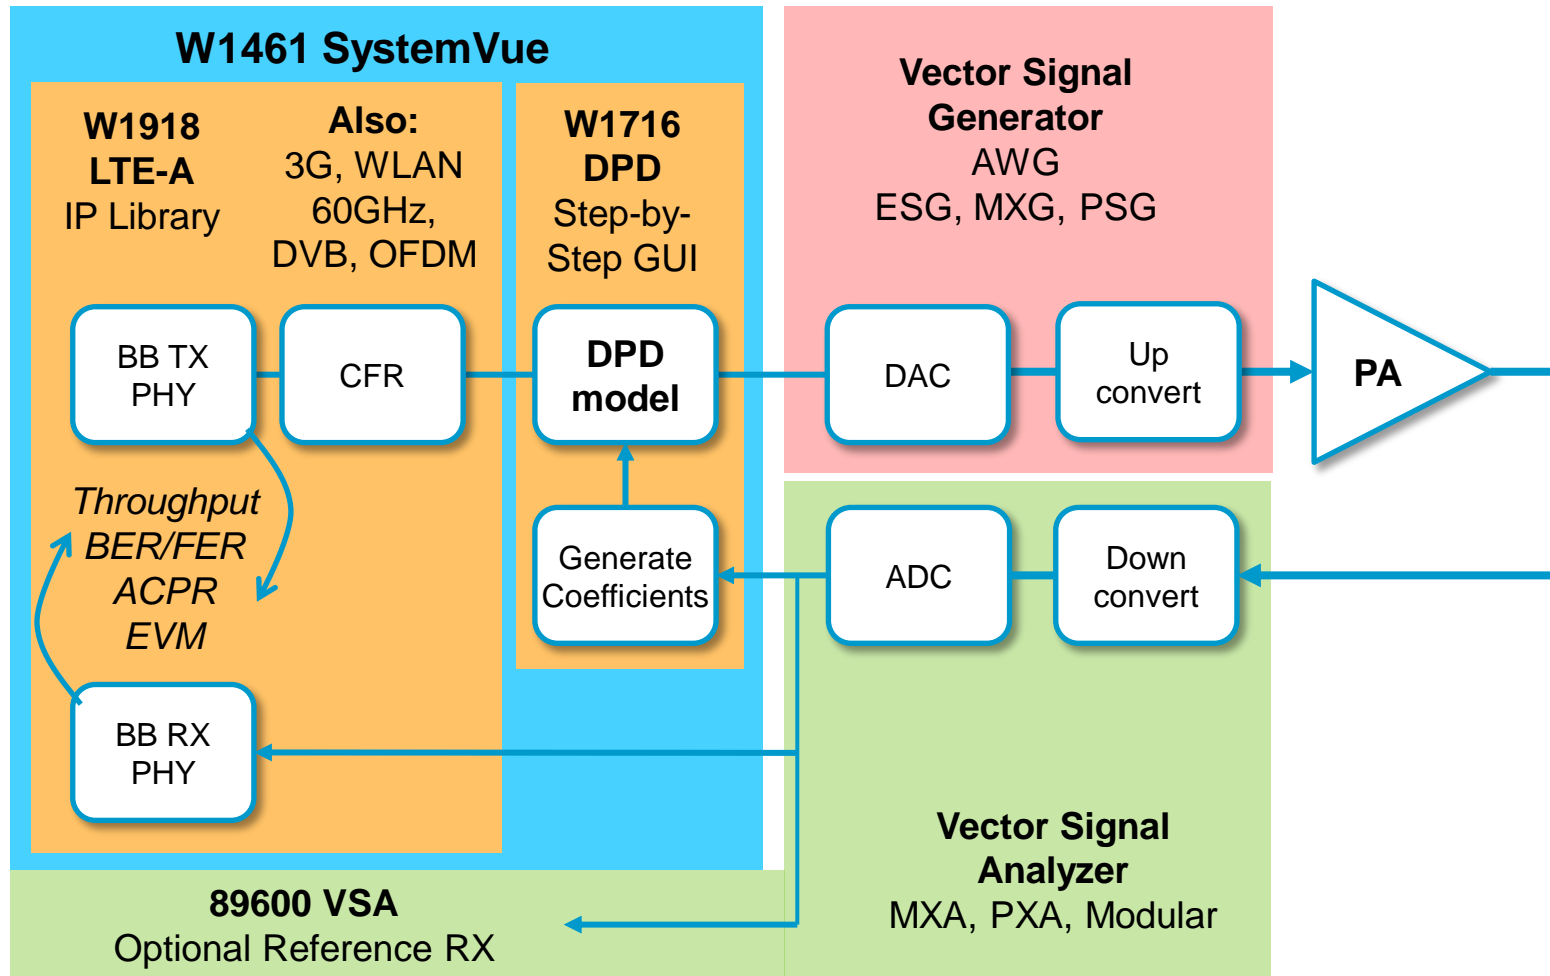 W1461 SystemVue
W1918
LTE-A
IP Library
Also:
3G, WLAN
60GHz,
DVB, OFDM
W1716
DPD
Step-by-
Step GUI
Vector Signal
Generator
AWG
ESG, MXG, PSG
BB TX
PHY
CFR
DPD
model
DAC
Up
convert
PA
Throughput
BER/FER
ACPR
EVM
Generate
Coefficients
ADC
Down
convert
BB RX
PHY
Vector Signal
Analyzer
MXA, PXA, Modular
89600 VSA
Optional Reference RX